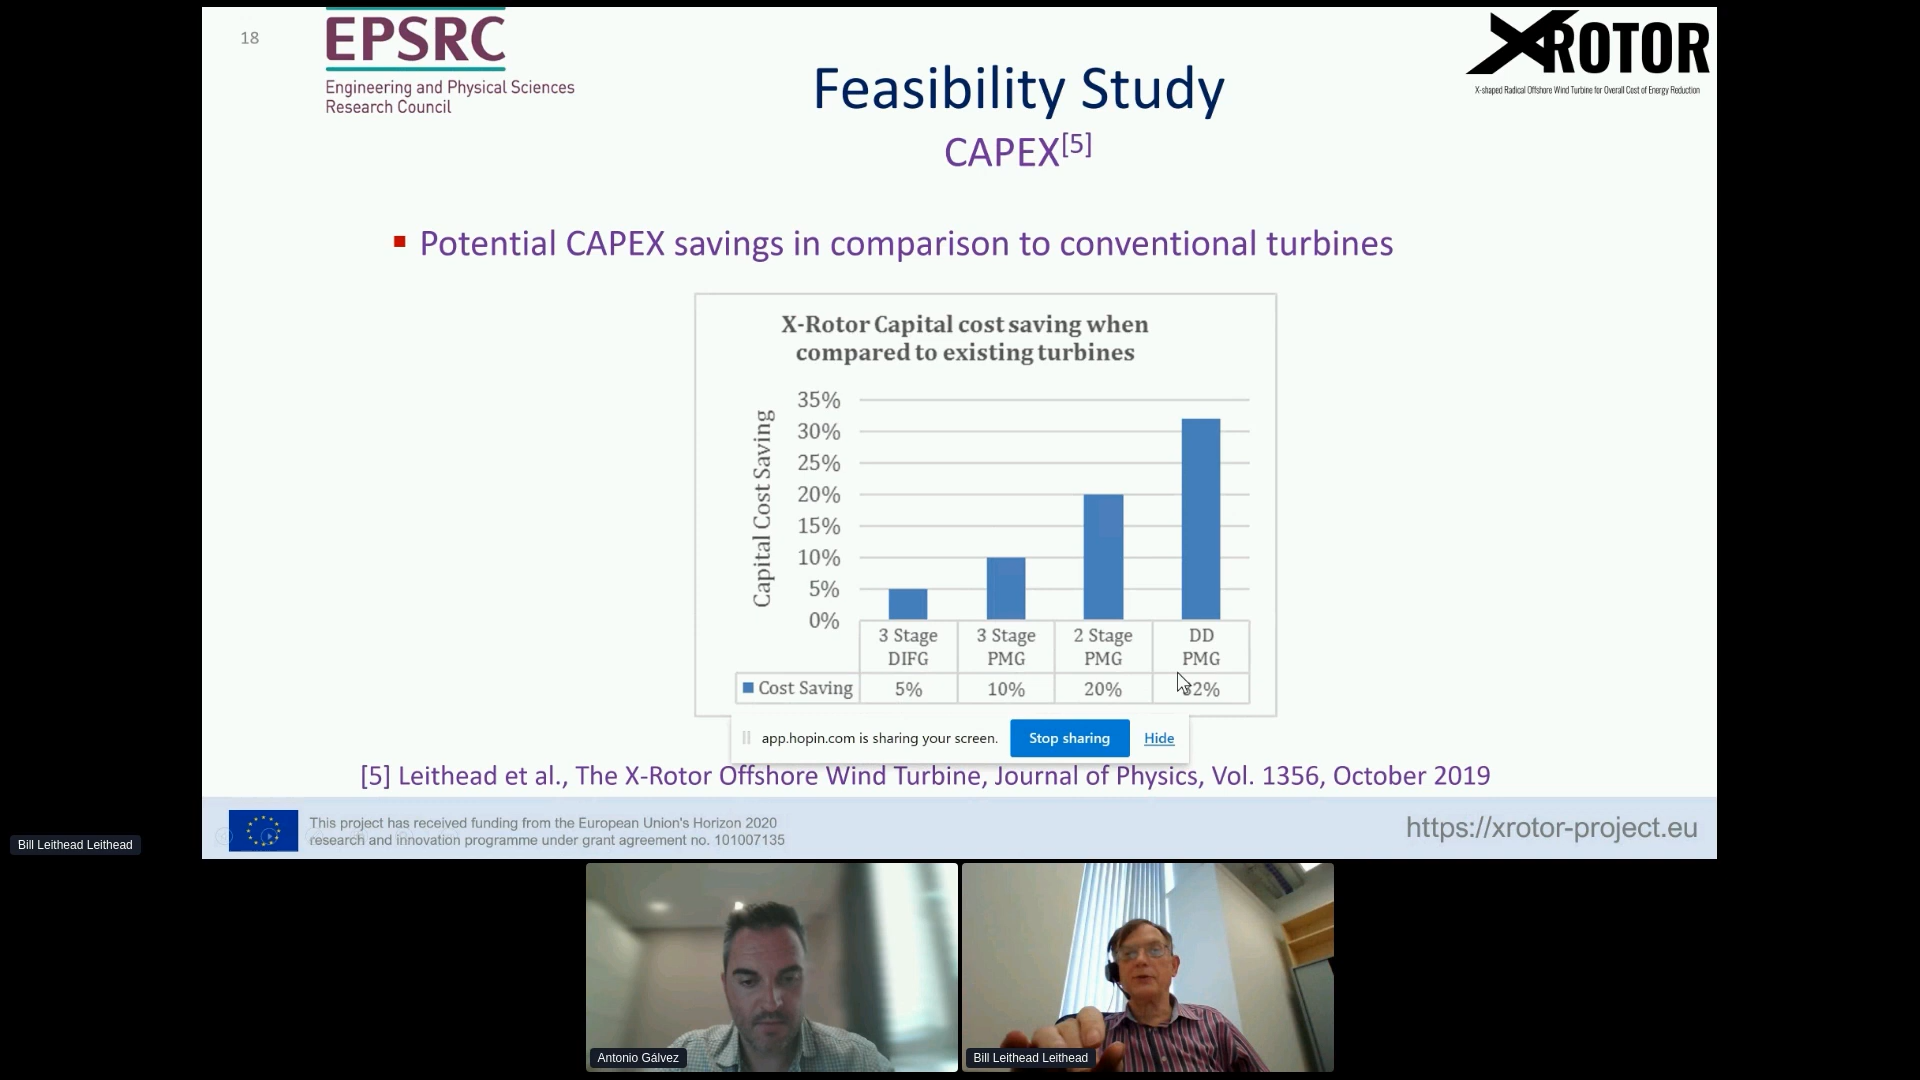 18
EPSRC
Engineering and Physical Sciences
Research Council
XROTOR
X-shaped Radical Offshore Wind Turbine for Overall Cost of Energy Reduction
Feasibility Study
CAPEX[5]
Potential CAPEX savings in comparison to conventional turbines
X-Rotor Capital cost saving when
compared to existing turbines
Capital Cost Saving
35%
30%
25%
20%
15%
10%
5%
0%
3 Stage DIFG
3 Stage PMG
2 Stage PMG
DD PMG
Cost Saving 5% 10% 20% 32%
app.hopin.com is sharing your screen. Stop sharing Hide
[5] Leithead et al., The X-Rotor Offshore Wind Turbine, Journal of Physics, Vol. 1356, October 2019
This project has received funding from the European Union's Horizon 2020
research and innovation programme under grant agreement no. 101007135
https://xrotor-project.eu
Bill Leithead Leithead
Antonio Gálvez
Bill Leithead Leithead